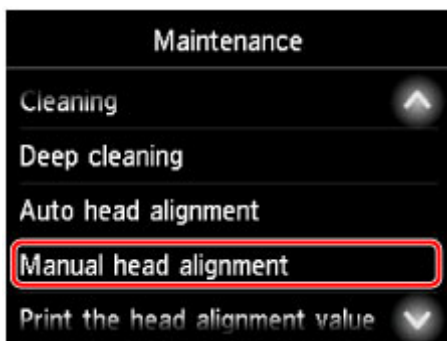 Maintenance
Cleaning
Deep cleaning
Auto head alignment
Manual head alignment
Print the head alignment value